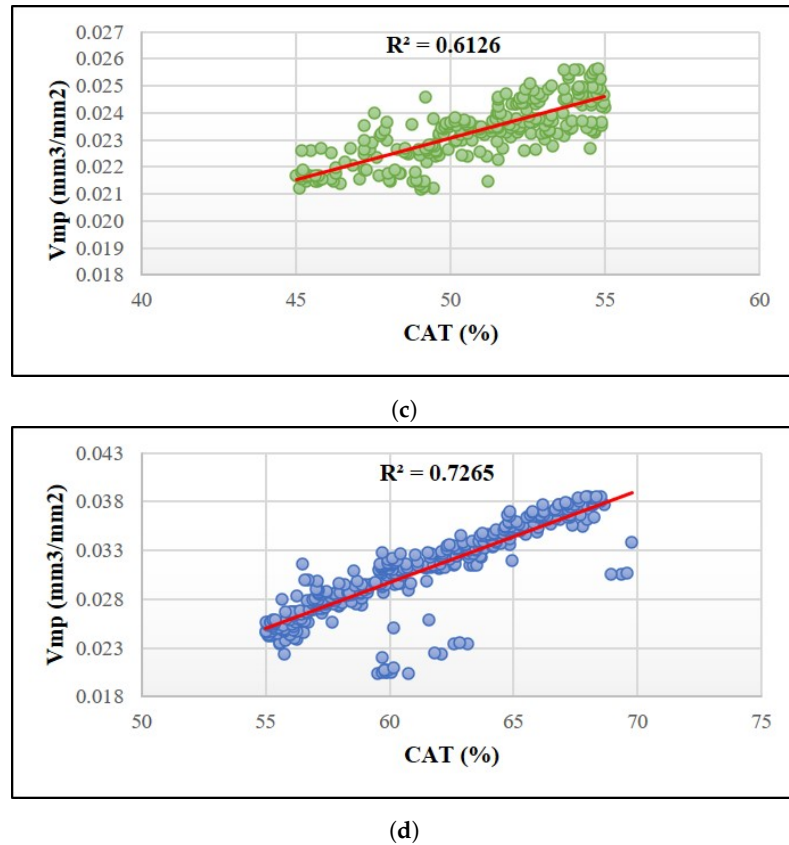 0.027
R² = 0.6126
0.026
0.025
0.024
0.023
0.022
0.021
0.020
0.019
0.018
Vmp (mm3/mm2)
40 45 50 55 60
CAT (%)
(c)
0.043
R² = 0.7265
0.038
0.033
0.028
0.023
0.018
Vmp (mm3/mm2)
50 55 60 65 70 75
CAT (%)
(d)